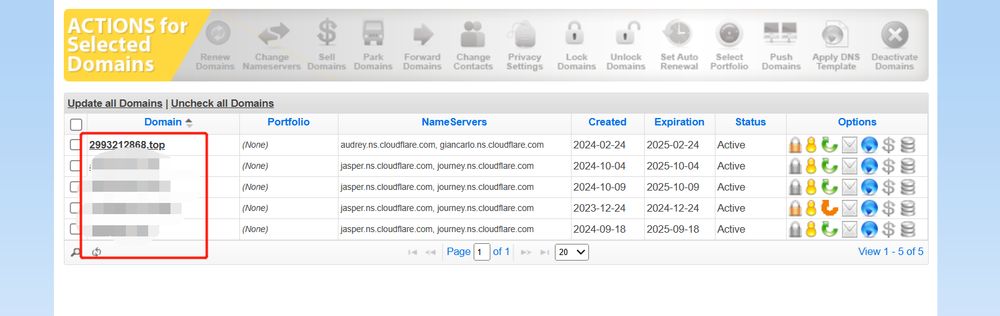 ACTIONS for Selected Domains
Renew Domains
Change Nameservers
Sell Domains
Park Domains
Forward Domains
Change Contacts
Privacy Settings
Lock Domains
Unlock Domains
Set Auto Renewal
Select Portfolio
Push Domains
Apply DNS Template
Deactivate Domains
Update all Domains | Uncheck all Domains
Domain Portfolio NameServers Created Expiration Status Options
2993212868.top (None) audrey.ns.cloudflare.com, giancarlo.ns.cloudflare.com 2024-02-24 2025-02-24 Active
(None) jasper.ns.cloudflare.com, journey.ns.cloudflare.com 2024-10-04 2025-10-04 Active
(None) jasper.ns.cloudflare.com, journey.ns.cloudflare.com 2024-10-09 2025-10-09 Active
(None) jasper.ns.cloudflare.com, journey.ns.cloudflare.com 2023-12-24 2024-12-24 Active
(None) jasper.ns.cloudflare.com, journey.ns.cloudflare.com 2024-09-18 2025-09-18 Active
Page 1 of 1 20 View 1 - 5 of 5